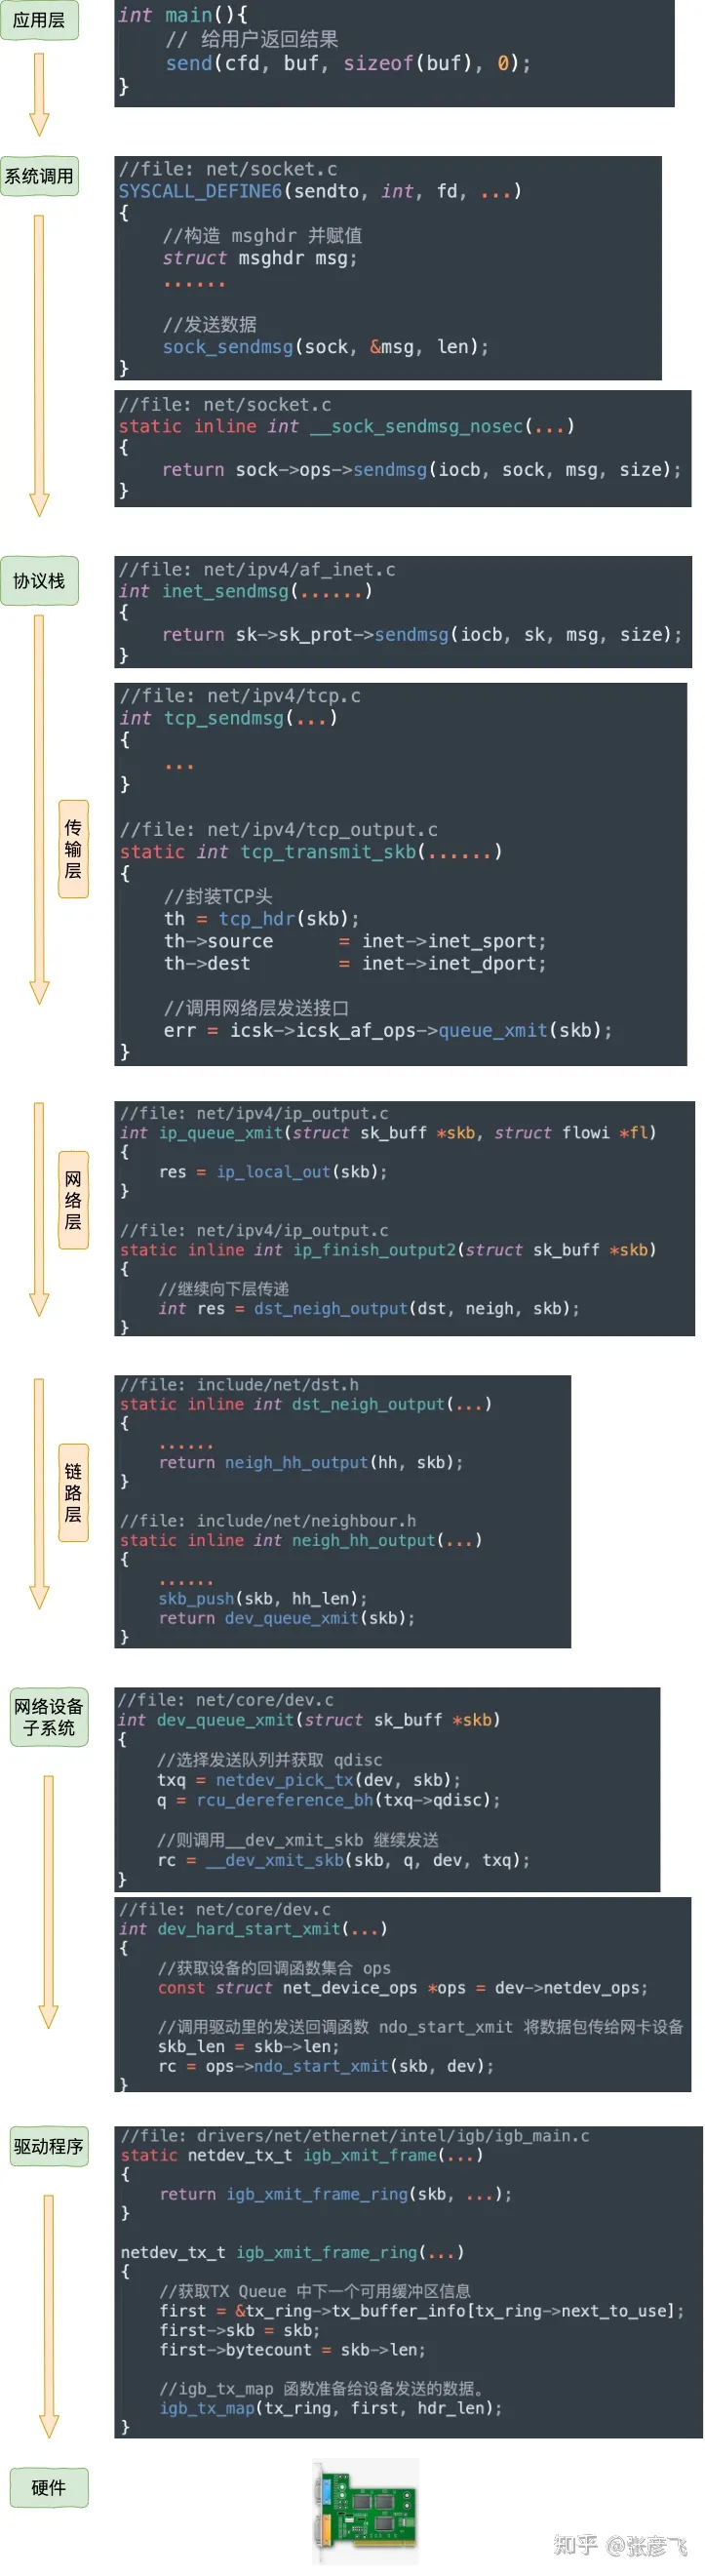 应用层
int main(){
// 给用户返回结果
send(cfd, buf, sizeof(buf), 0);
}
系统调用
//file: net/socket.c
SYSCALL_DEFINE6(sendto, int, fd, ...)
{
//构造 msghdr 并赋值
struct msghdr msg;
......
//发送数据
sock_sendmsg(sock, &msg, len);
}
//file: net/socket.c
static inline int __sock_sendmsg_nosec(...)
{
return sock->ops->sendmsg(iocb, sock, msg, size);
}
协议栈
//file: net/ipv4/af_inet.c
int inet_sendmsg(......)
{
return sk->sk_prot->sendmsg(iocb, sk, msg, size);
}
传输层
//file: net/ipv4/tcp.c
int tcp_sendmsg(...)
{
...
}
//file: net/ipv4/tcp_output.c
static int tcp_transmit_skb(......)
{
//封装TCP头
th = tcp_hdr(skb);
th->source = inet->inet_sport;
th->dest = inet->inet_dport;
//调用网络层发送接口
err = icsk->icsk_af_ops->queue_xmit(skb);
}
网络层
//file: net/ipv4/ip_output.c
int ip_queue_xmit(struct sk_buff *skb, struct flowi *fl)
{
res = ip_local_out(skb);
}
//file: net/ipv4/ip_output.c
static inline int ip_finish_output2(struct sk_buff *skb)
{
//继续向下层传递
int res = dst_neigh_output(dst, neigh, skb);
}
链路层
//file: include/net/dst.h
static inline int dst_neigh_output(...)
{
......
return neigh_hh_output(hh, skb);
}
//file: include/net/neighbour.h
static inline int neigh_hh_output(...)
{
......
skb_push(skb, hh_len);
return dev_queue_xmit(skb);
}
网络设备
子系统
//file: net/core/dev.c
int dev_queue_xmit(struct sk_buff *skb)
{
//选择发送队列并获取 qdisc
txq = netdev_pick_tx(dev, skb);
q = rcu_dereference_bh(txq->qdisc);
//则调用__dev_xmit_skb 继续发送
rc = __dev_xmit_skb(skb, q, dev, txq);
}
//file: net/core/dev.c
int dev_hard_start_xmit(...)
{
//获取设备的回调函数集合 ops
const struct net_device_ops *ops = dev->netdev_ops;
//调用驱动里的发送回调函数 ndo_start_xmit 将数据包传给网卡设备
skb_len = skb->len;
rc = ops->ndo_start_xmit(skb, dev);
}
驱动程序
//file: drivers/net/ethernet/intel/igb/igb_main.c
static netdev_tx_t igb_xmit_frame(...)
{
return igb_xmit_frame_ring(skb, ...);
}
netdev_tx_t igb_xmit_frame_ring(...)
{
//获取TX Queue 中下一个可用缓冲区信息
first = &tx_ring->tx_buffer_info[tx_ring->next_to_use];
first->skb = skb;
first->bytecount = skb->len;
//igb_tx_map 函数准备给设备发送的数据。
igb_tx_map(tx_ring, first, hdr_len);
}
硬件
知乎 @张彦飞